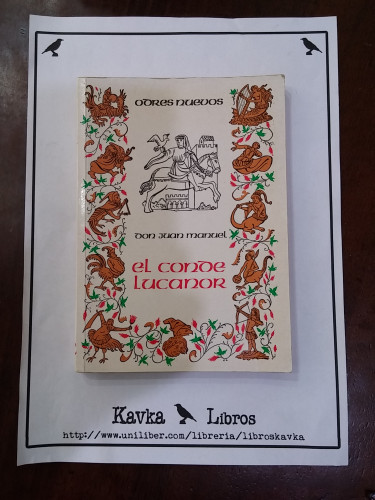 odres nuevos
don juan manuel
el conde
lucanor
Kavka Libros
http://www.uniliber.com/libreria/libroskavka